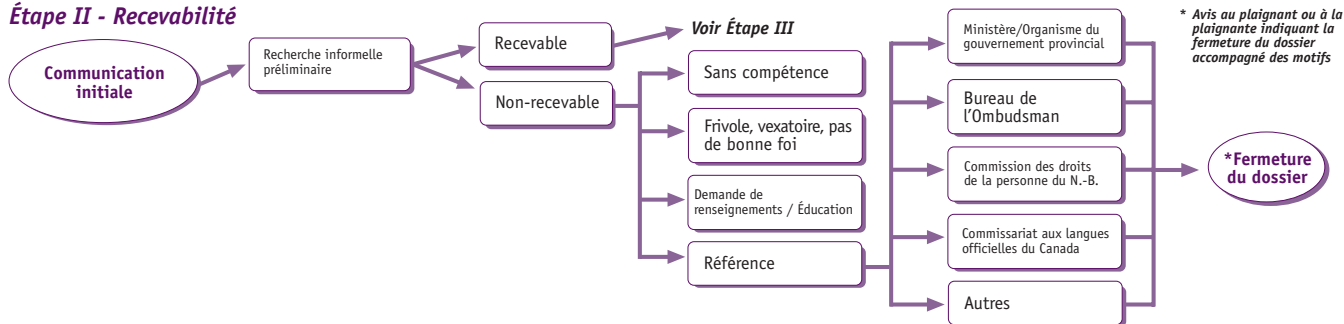 Étape II - Recevabilité
Communication
initiale
Recherche informelle
préliminaire
Recevable
Non-recevable
Voir Étape III
Sans compétence
Frivole, vexatoire, pas
de bonne foi
Demande de
renseignements / Éducation
Référence
Ministère/Organisme du
gouvernement provincial
Bureau de
l'Ombudsman
Commission des droits
de la personne du N.-B.
Commissariat aux langues
officielles du Canada
Autres
* Avis au plaignant ou à la
plaignante indiquant la
fermeture du dossier
accompagné des motifs
*Fermeture
du dossier